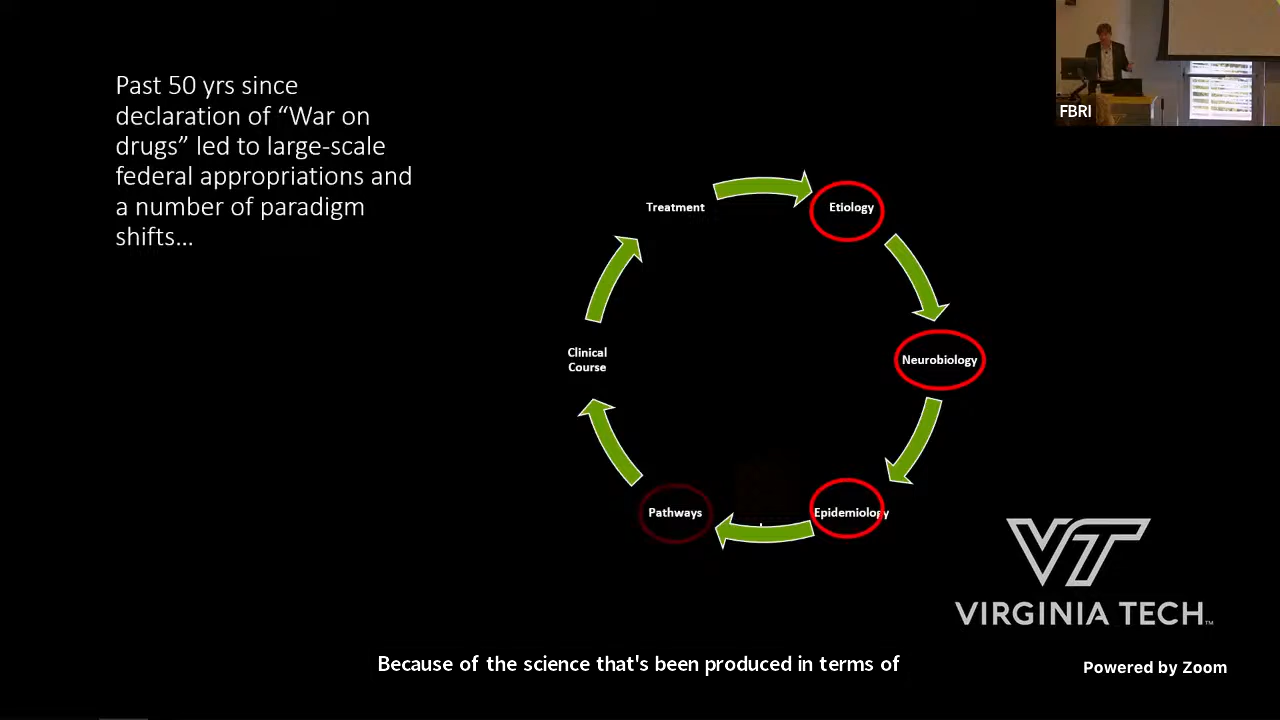 Past 50 yrs since
declaration of “War on
drugs” led to large-scale
federal appropriations and
a number of paradigm
shifts…
FBRI
Treatment
Etiology
Clinical
Course
Neurobiology
Pathways
Epidemiology
VT
VIRGINIA TECH™
Because of the science that's been produced in terms of
Powered by Zoom